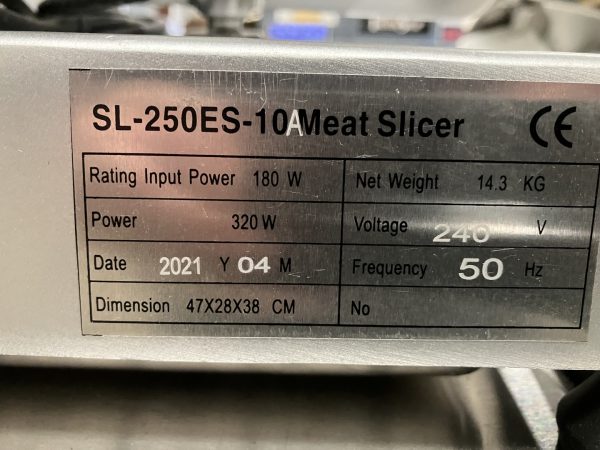 SL-250ES-10A Meat Slicer CE
Rating Input Power 180 W Net Weight 14.3 KG
Power 320 W Voltage 240 V
Date 2021 Y 04 M Frequency 50 Hz
Dimension 47X28X38 CM No